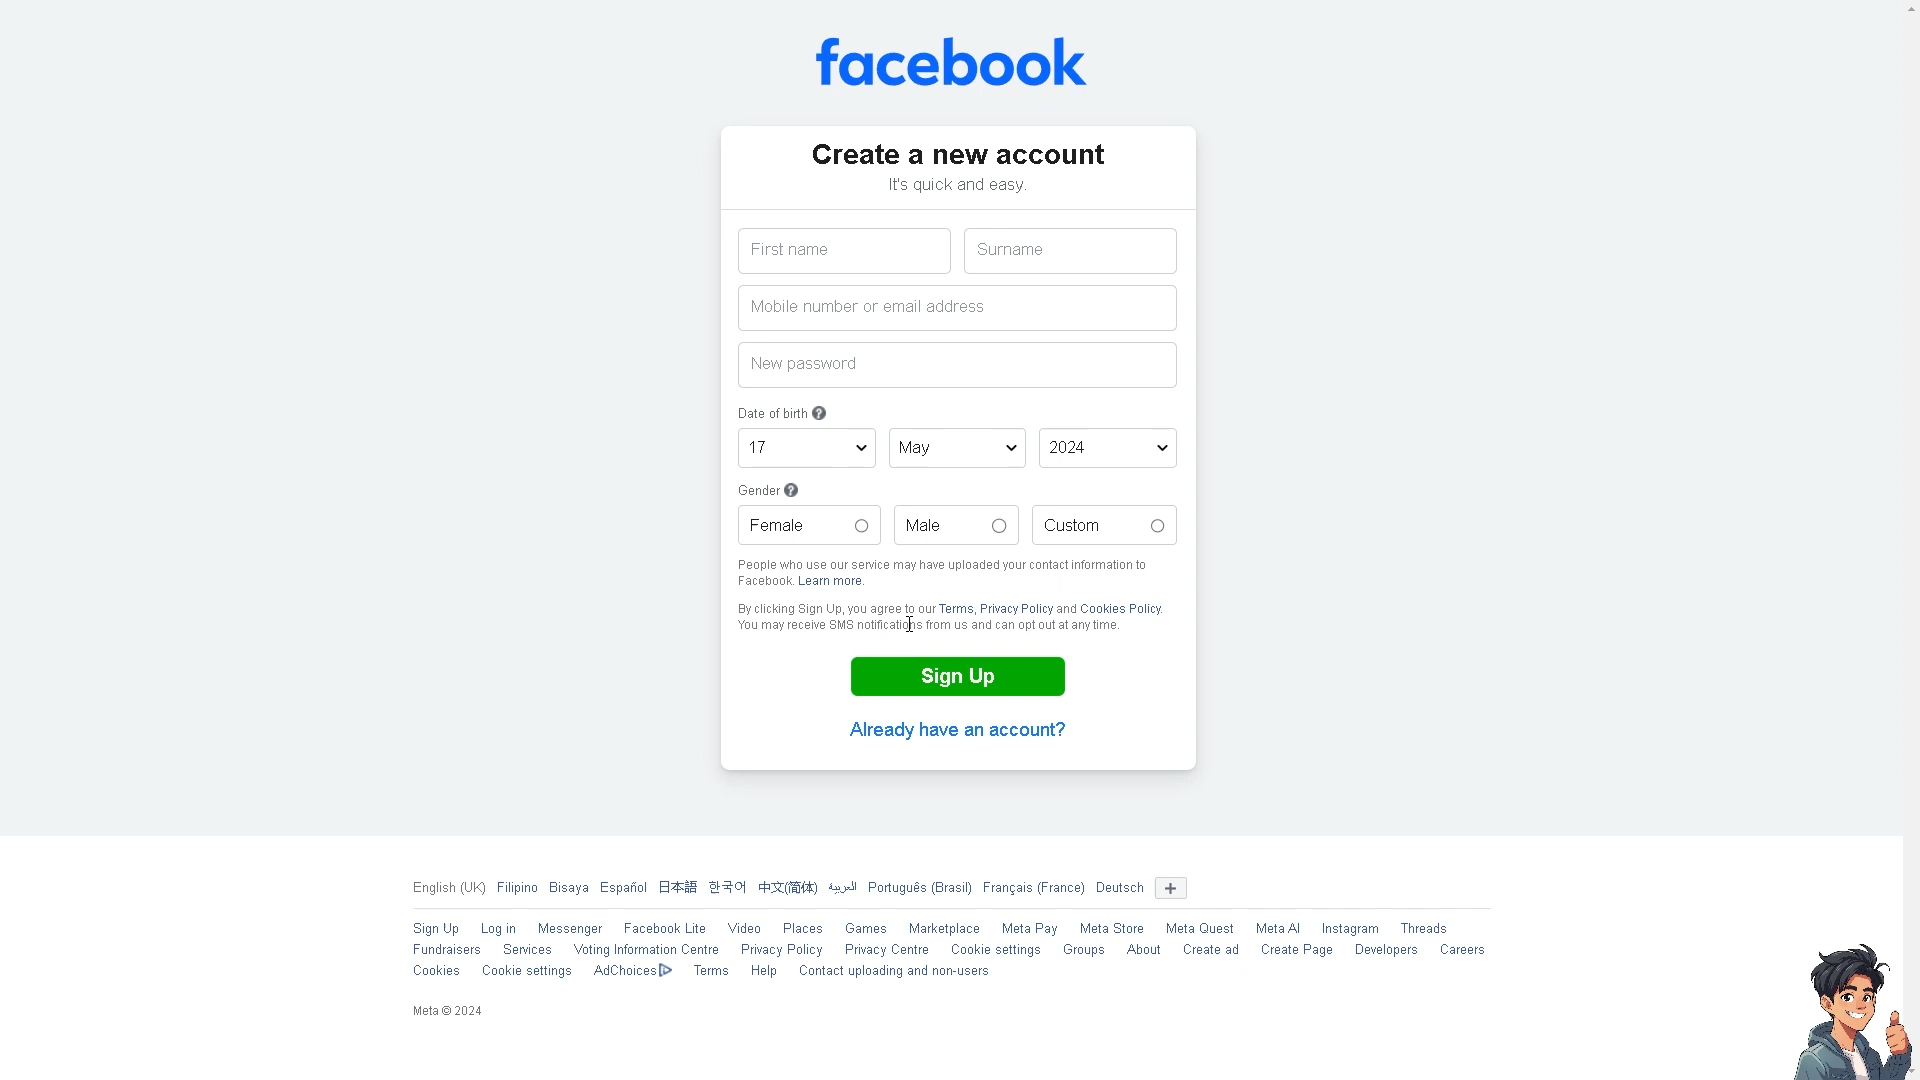 facebook
Create a new account
It's quick and easy.
First name
Surname
Mobile number or email address
New password
Date of birth ?
17
May
2024
Gender ?
Female
Male
Custom
People who use our service may have uploaded your contact information to
Facebook. Learn more.
By clicking Sign Up, you agree to our Terms, Privacy Policy and Cookies Policy.
You may receive SMS notifications from us and can opt out at any time.
Sign Up
Already have an account?
English (UK) Filipino Bisaya Español 日本語 한국어 中文(简体) العربية Português (Brasil) Français (France) Deutsch +
Sign Up Log in Messenger Facebook Lite Video Places Games Marketplace Meta Pay Meta Store Meta Quest Meta AI Instagram Threads
Fundraisers Services Voting Information Centre Privacy Policy Privacy Centre Cookie settings Groups About Create ad Create Page Developers Careers
Cookies Cookie settings AdChoices Terms Help Contact uploading and non-users
Meta © 2024